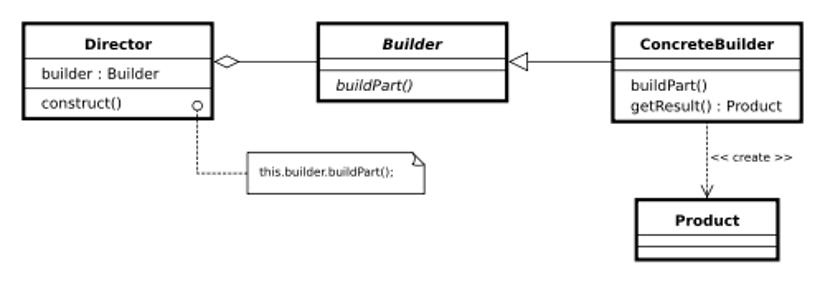 Director
builder : Builder
construct()
Builder
buildPart()
ConcreteBuilder
buildPart()
getResult() : Product
this.builder.buildPart();
<< create >>
Product